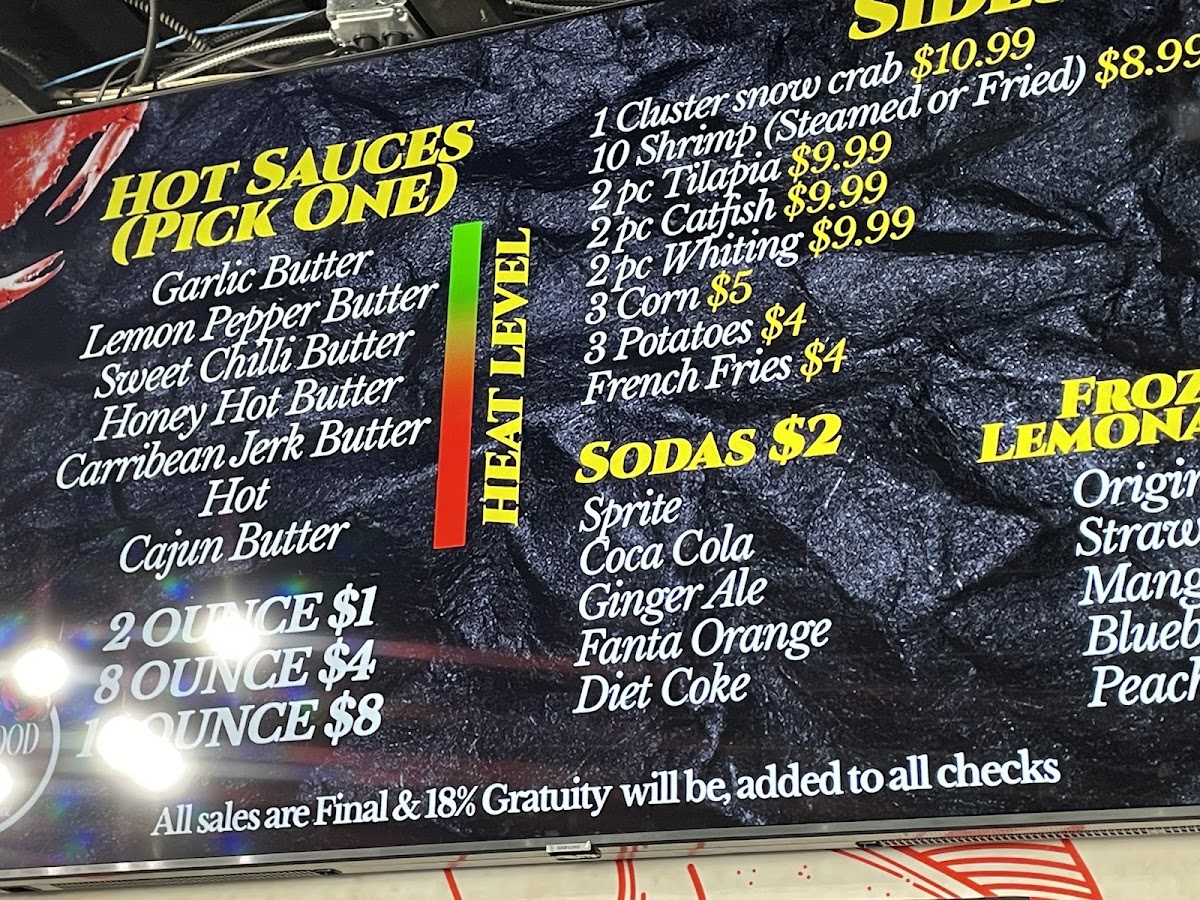 SIDES
1 Cluster snow crab $10.99
10 Shrimp (Steamed or Fried) $8.99
2 pc Tilapia $9.99
2 pc Catfish $9.99
2 pc Whiting $9.99
3 Corn $5
3 Potatoes $4
French Fries $4
HOT SAUCES
(PICK ONE)
Garlic Butter
Lemon Pepper Butter
Sweet Chilli Butter
Honey Hot Butter
Carribean Jerk Butter
Hot
Cajun Butter
HEAT LEVEL
2 OUNCE $1
8 OUNCE $4
OUNCE $8
SODAS $2
Sprite
Coca Cola
Ginger Ale
Fanta Orange
Diet Coke
All sales are Final & 18% Gratuity will be, added to all checks
SAMSUNG